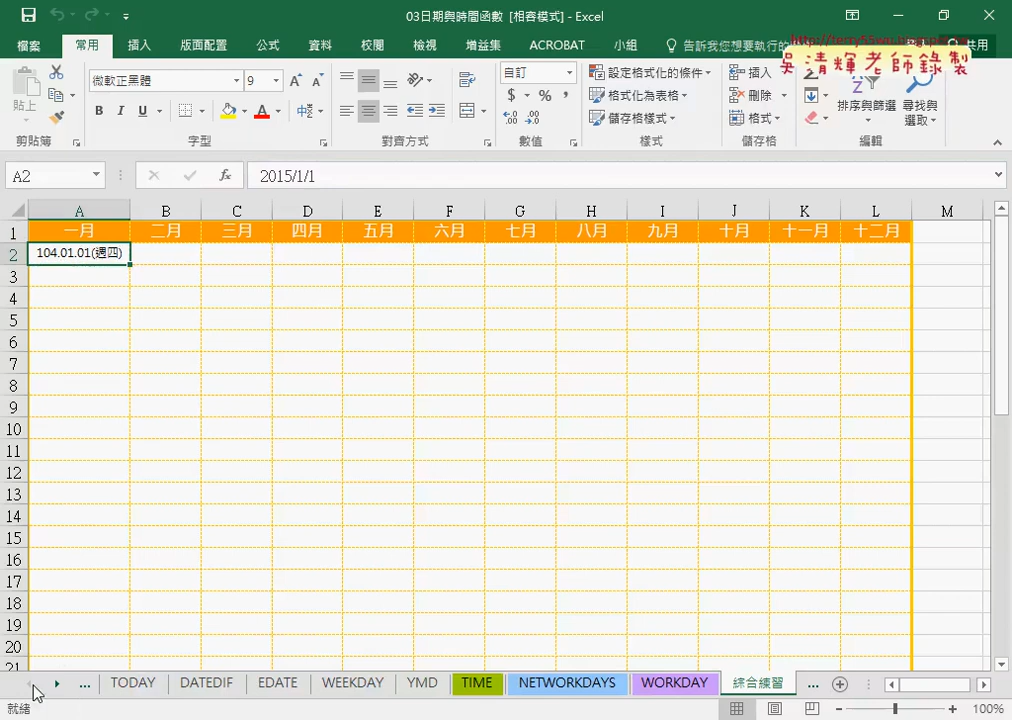 03日期與時間函數 [相容模式] - Excel
http://terry55wu
檔案 常用 插入 版面配置 公式 資料 校閱 檢視 增益集 ACROBAT 小組 告訴我您想要執行的 共用
吳清輝老師錄製
貼上 微軟正黑體 9 自訂 設定格式化的條件 插入
B I U 中 $ % 格式化為表格 刪除 排序與篩選 尋找與選取
儲存格樣式 格式
剪貼簿 字型 對齊方式 數值 樣式 儲存格 編輯
A2 fx 2015/1/1
A B C D E F G H I J K L M
1 一月 二月 三月 四月 五月 六月 七月 八月 九月 十月 十一月 十二月
2 104.01.01(週四)
3
4
5
6
7
8
9
10
11
12
13
14
15
16
17
18
19
20
21
... TODAY DATEDIF EDATE WEEKDAY YMD TIME NETWORKDAYS WORKDAY 綜合練習 ...
就緒 100%